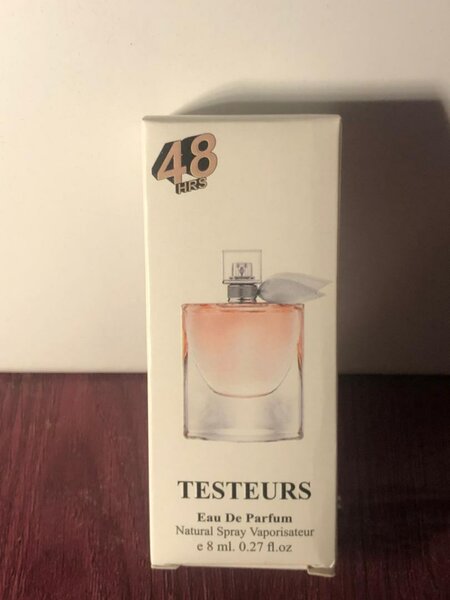 48
HRS
TESTEURS
Eau De Parfum
Natural Spray Vaporisateur
e 8 ml. 0.27 fl.oz